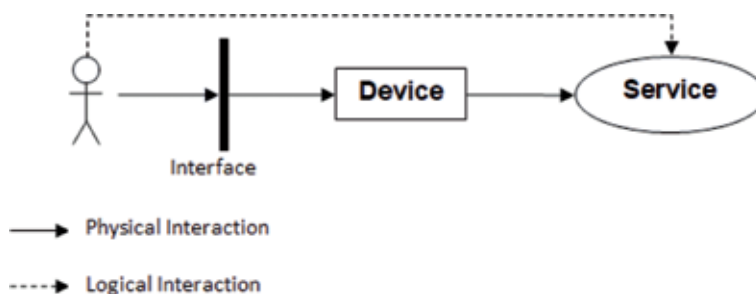 Device
Service
Interface
Physical Interaction
Logical Interaction